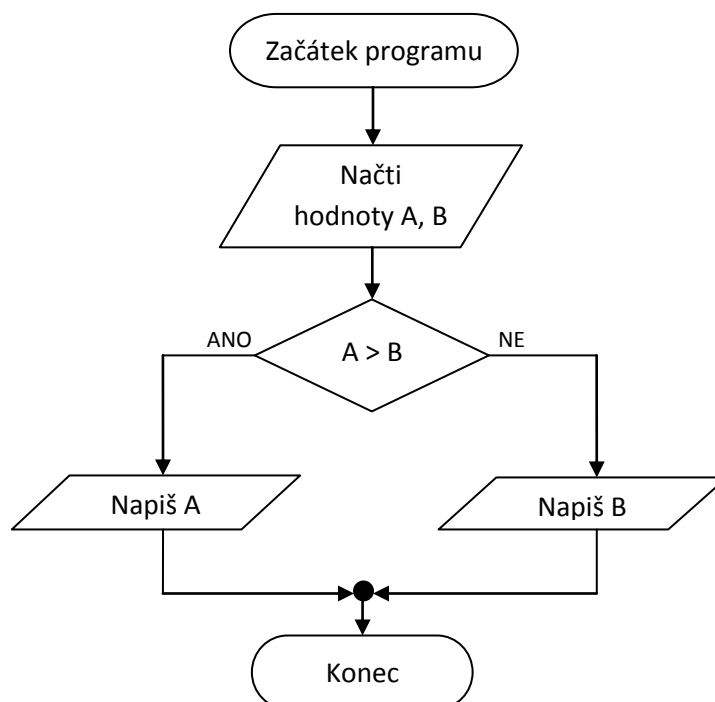 Začátek programu
Načti
hodnoty A, B
A > B
ANO
NE
Napiš A
Napiš B
Konec